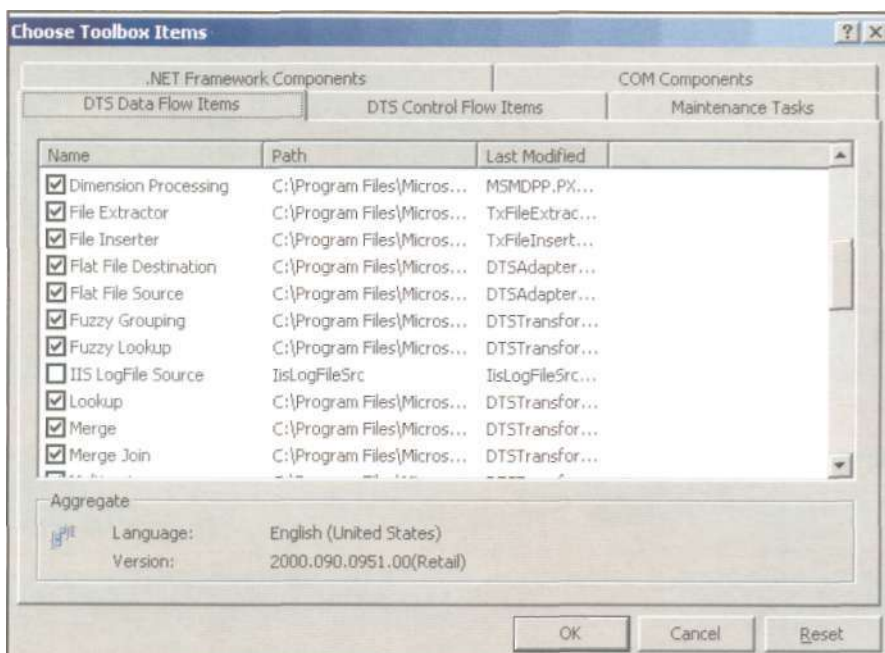 Choose Toolbox Items
.NET Framework Components COM Components
DTS Data Flow Items DTS Control Flow Items Maintenance Tasks
Name Path Last Modified
Dimension Processing C:\Program Files\Micros... MSMDPP.PX...
File Extractor C:\Program Files\Micros... TxFileExtrac...
File Inserter C:\Program Files\Micros... TxFileInsert...
Flat File Destination C:\Program Files\Micros... DTSAdapter...
Flat File Source C:\Program Files\Micros... DTSAdapter...
Fuzzy Grouping C:\Program Files\Micros... DTSTransfor...
Fuzzy Lookup C:\Program Files\Micros... DTSTransfor...
IIS LogFile Source IisLogFileSrc IisLogFileSrc...
Lookup C:\Program Files\Micros... DTSTransfor...
Merge C:\Program Files\Micros... DTSTransfor...
Merge Join C:\Program Files\Micros... DTSTransfor...
Aggregate
Language: English (United States)
Version: 2000.090.0951.00(Retail)
OK Cancel Reset